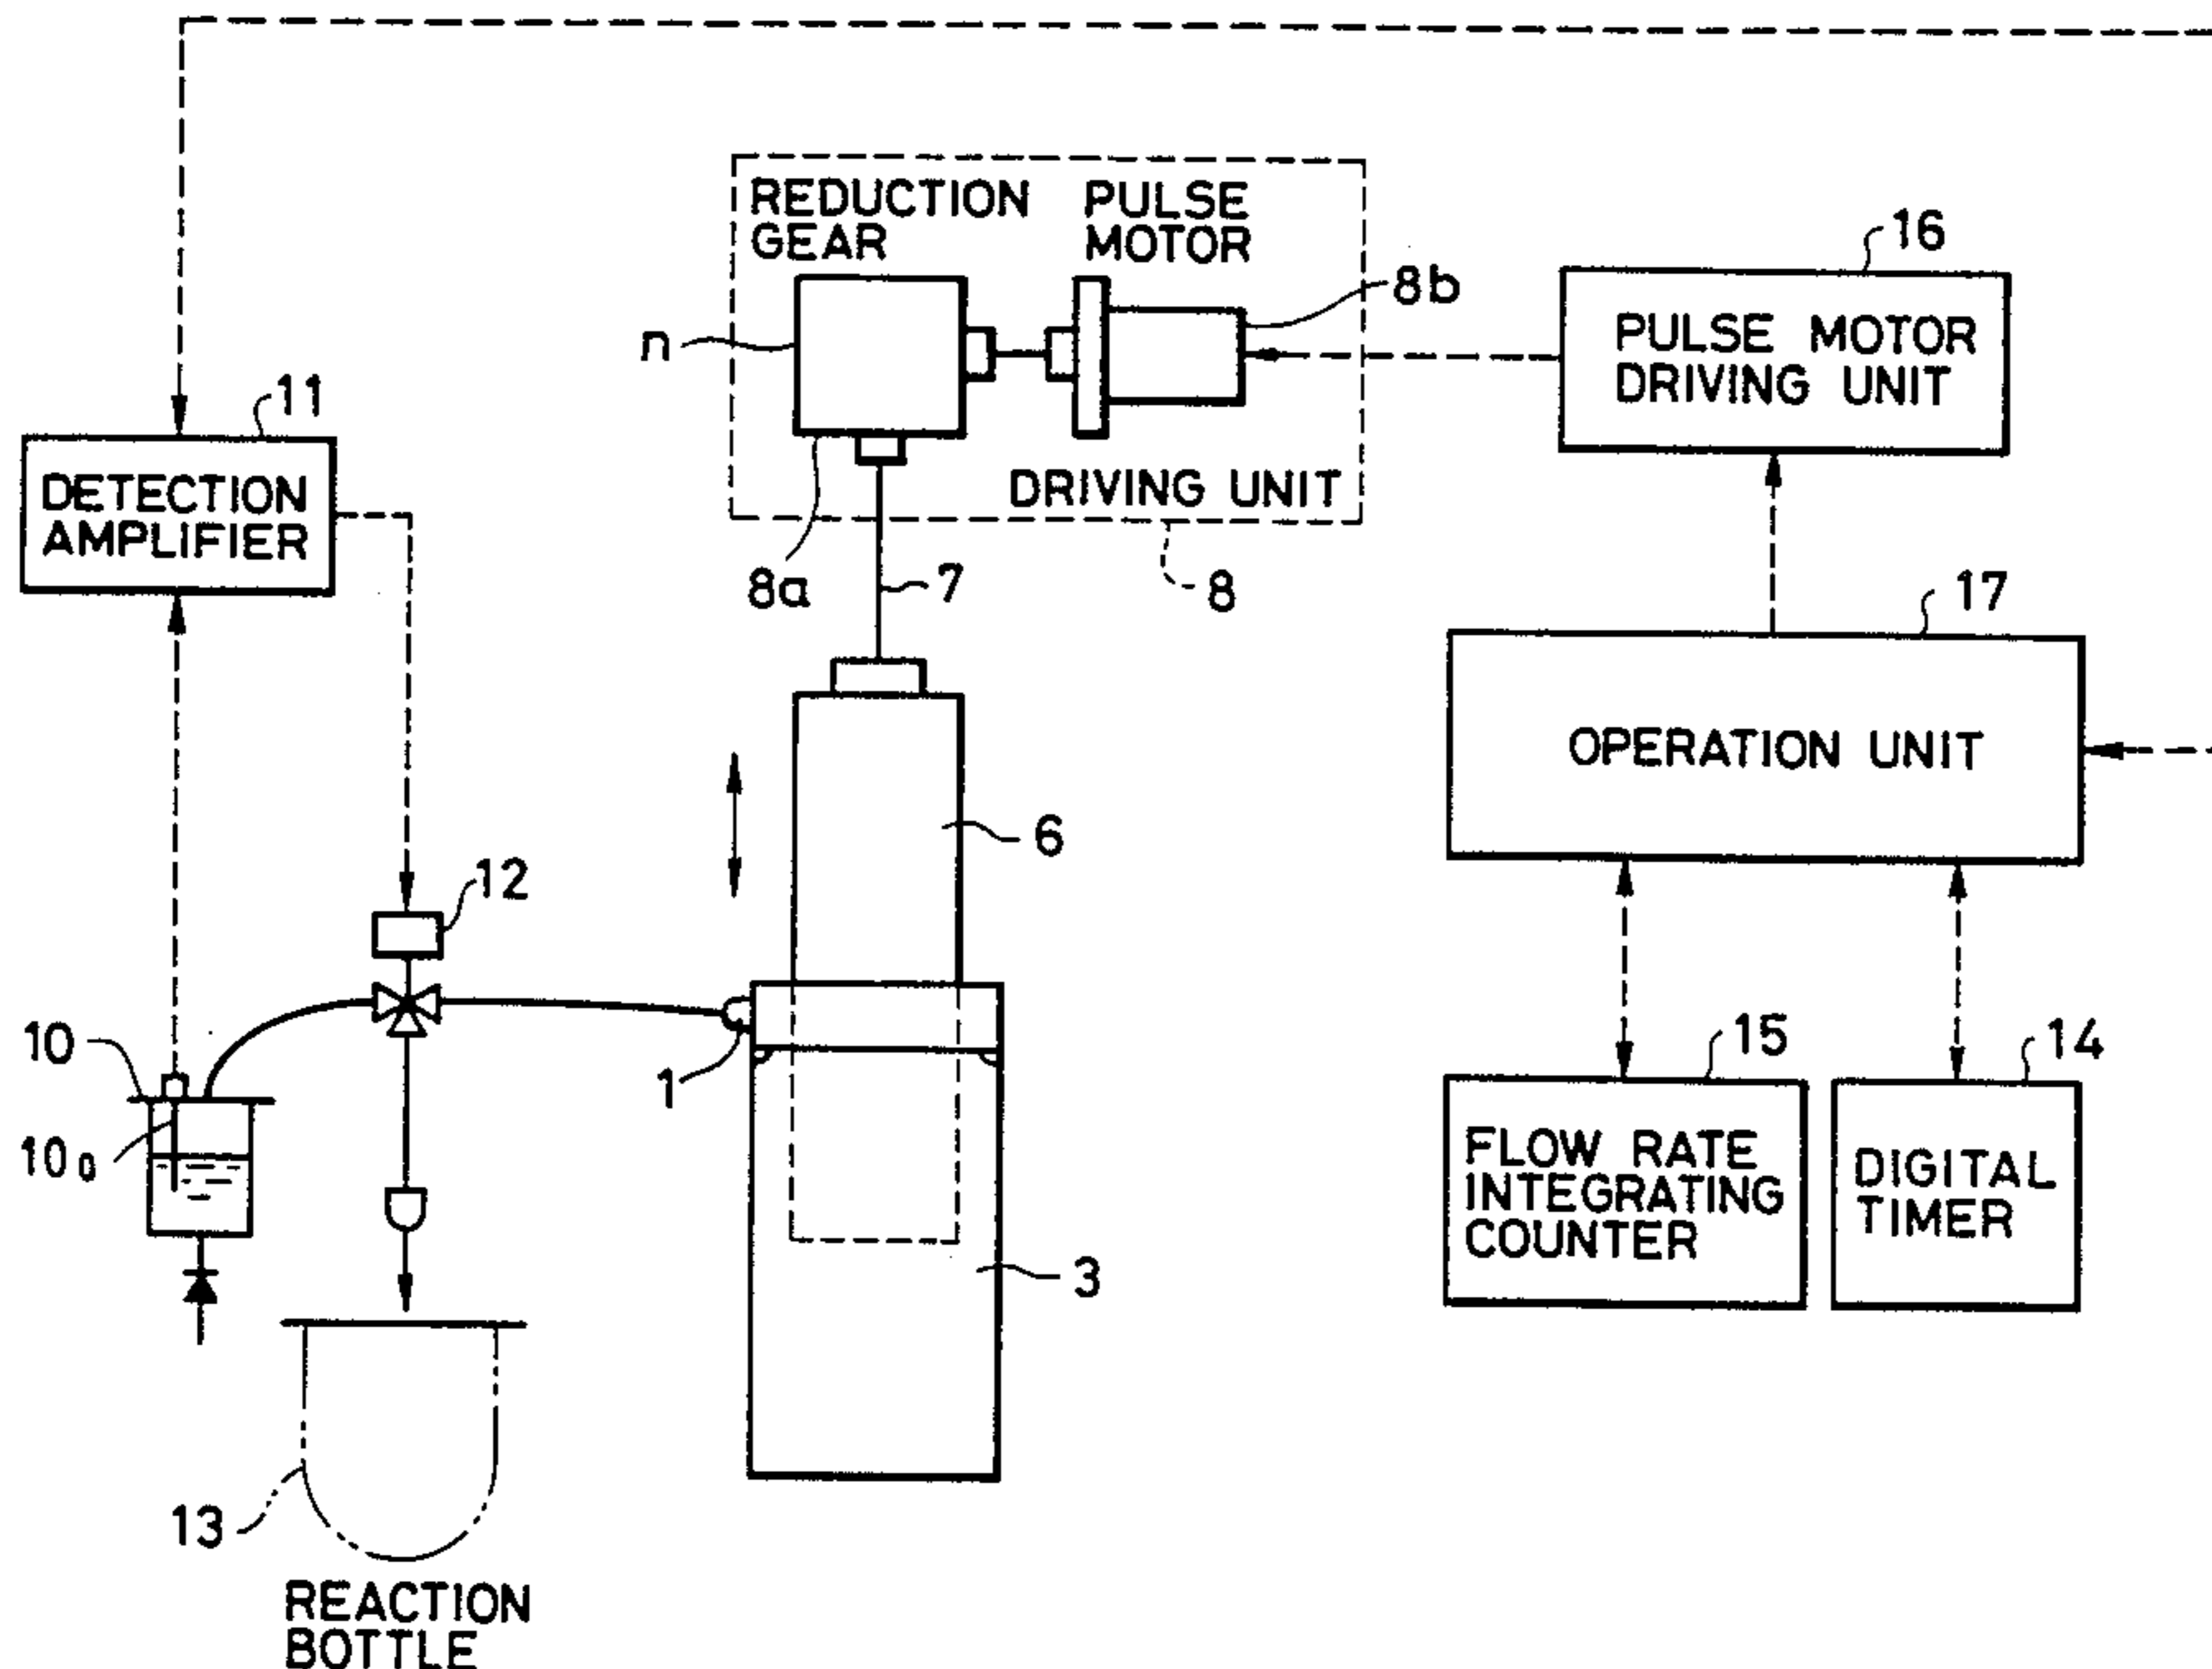 REDUCTION
GEAR
PULSE
MOTOR
16
8b
n
PULSE MOTOR
DRIVING UNIT
11
DETECTION
AMPLIFIER
DRIVING UNIT
8a
7
8
17
OPERATION UNIT
6
12
10
1
15
14
10a
FLOW RATE
INTEGRATING
COUNTER
DIGITAL
TIMER
3
13
REACTION
BOTTLE